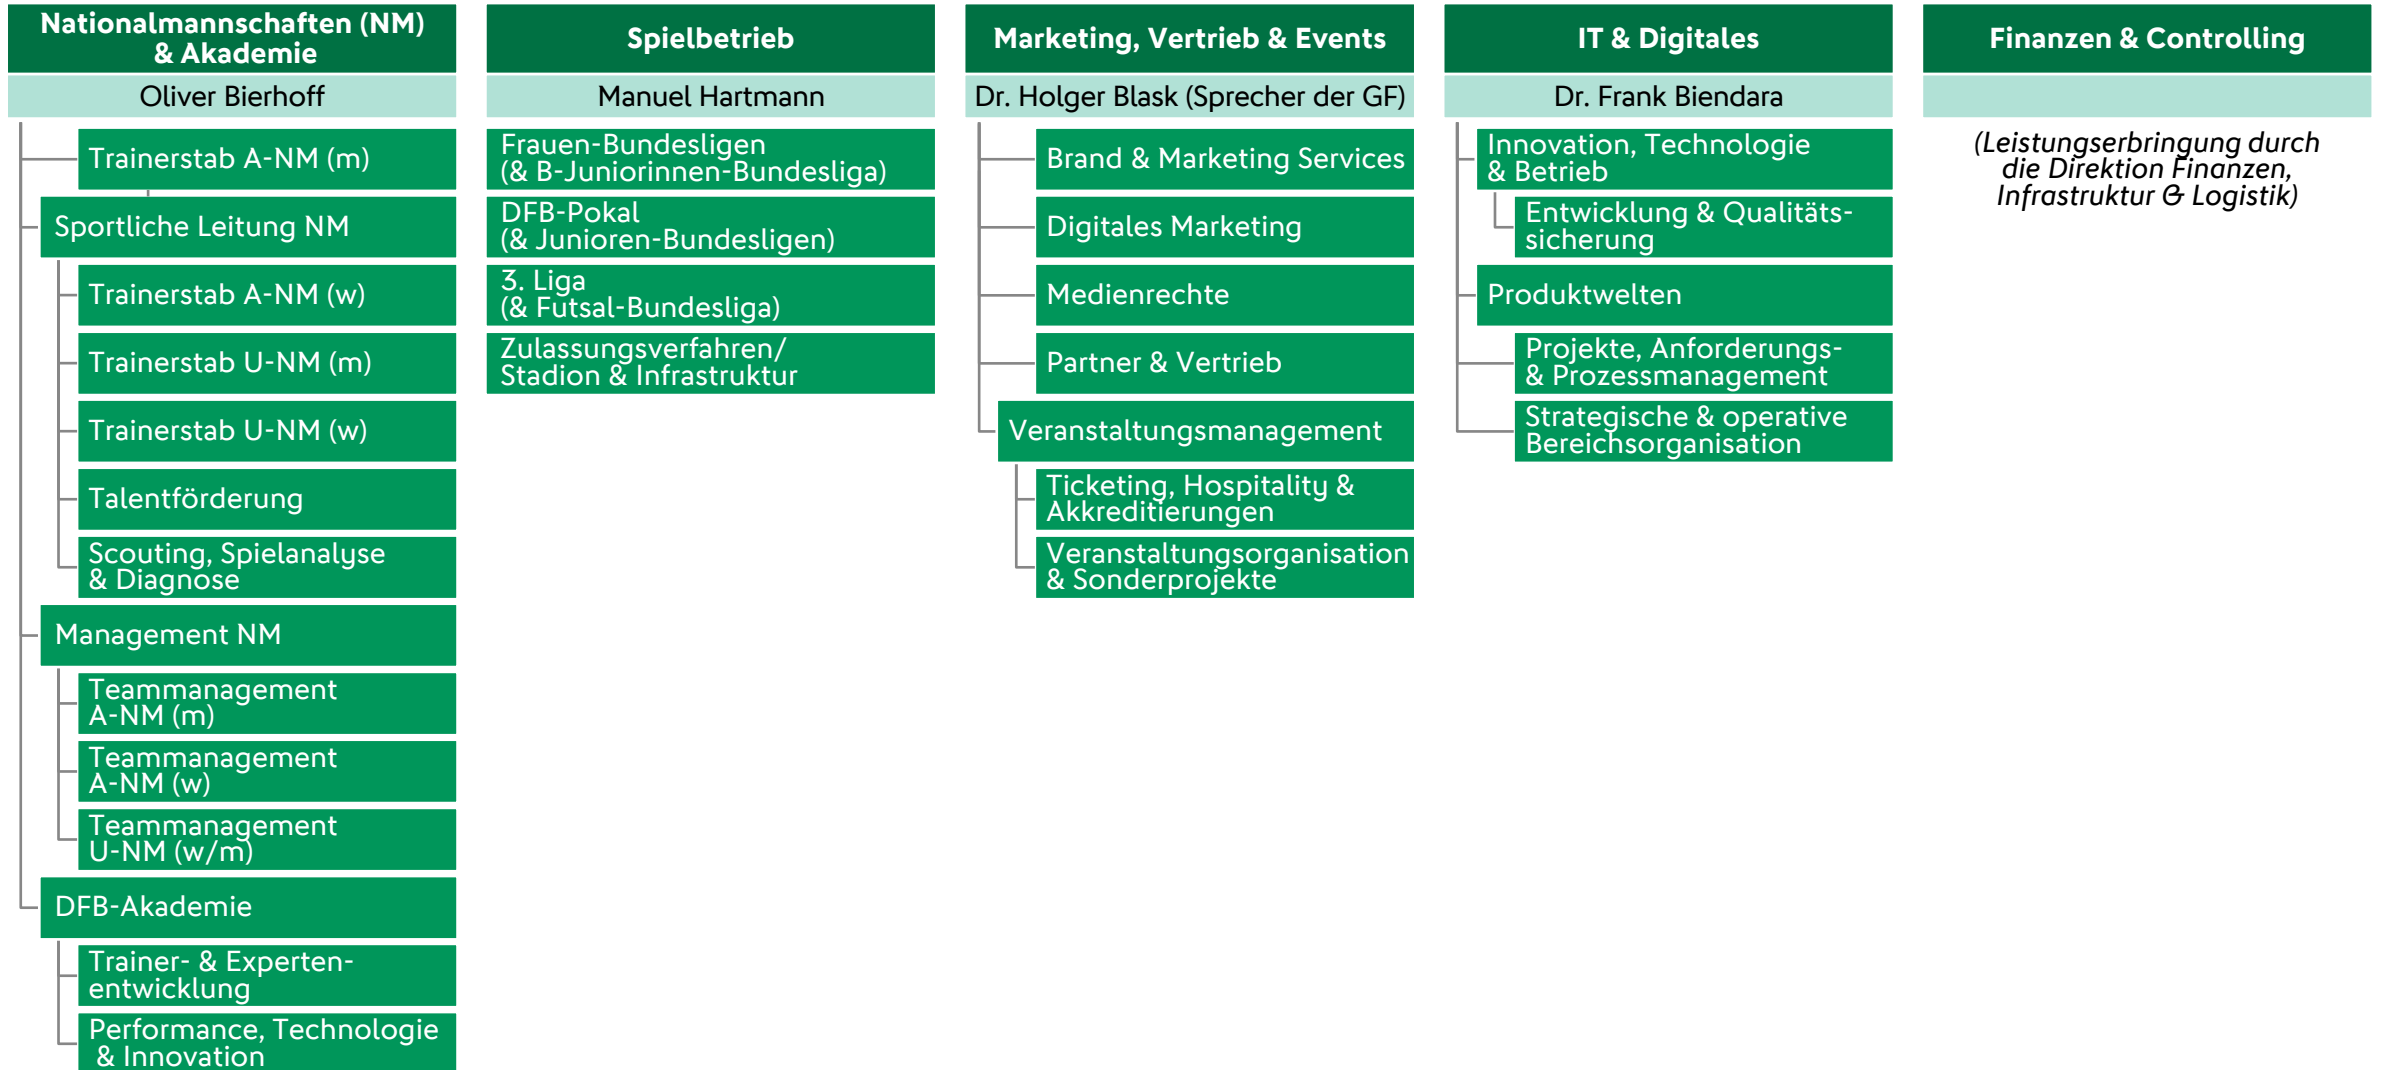 Nationalmannschaften (NM)
& Akademie
Oliver Bierhoff
Trainerstab A-NM (m)
Sportliche Leitung NM
Trainerstab A-NM (w)
Trainerstab U-NM (m)
Trainerstab U-NM (w)
Talentförderung
Scouting, Spielanalyse
& Diagnose
Management NM
Teammanagement
A-NM (m)
Teammanagement
A-NM (w)
Teammanagement
U-NM (w/m)
DFB-Akademie
Trainer- & Experten-
entwicklung
Performance, Technologie
& Innovation
Spielbetrieb
Manuel Hartmann
Frauen-Bundesligen
(& B-Juniorinnen-Bundesliga)
DFB-Pokal
(& Junioren-Bundesligen)
3. Liga
(& Futsal-Bundesliga)
Zulassungsverfahren/
Stadion & Infrastruktur
Marketing, Vertrieb & Events
Dr. Holger Blask (Sprecher der GF)
Brand & Marketing Services
Digitales Marketing
Medienrechte
Partner & Vertrieb
Veranstaltungsmanagement
Ticketing, Hospitality &
Akkreditierungen
Veranstaltungsorganisation
& Sonderprojekte
IT & Digitales
Dr. Frank Biendara
Innovation, Technologie
& Betrieb
Entwicklung & Qualitäts-
sicherung
Produktwelten
Projekte, Anforderungs-
& Prozessmanagement
Strategische & operative
Bereichsorganisation
Finanzen & Controlling
(Leistungserbringung durch
die Direktion Finanzen,
Infrastruktur & Logistik)